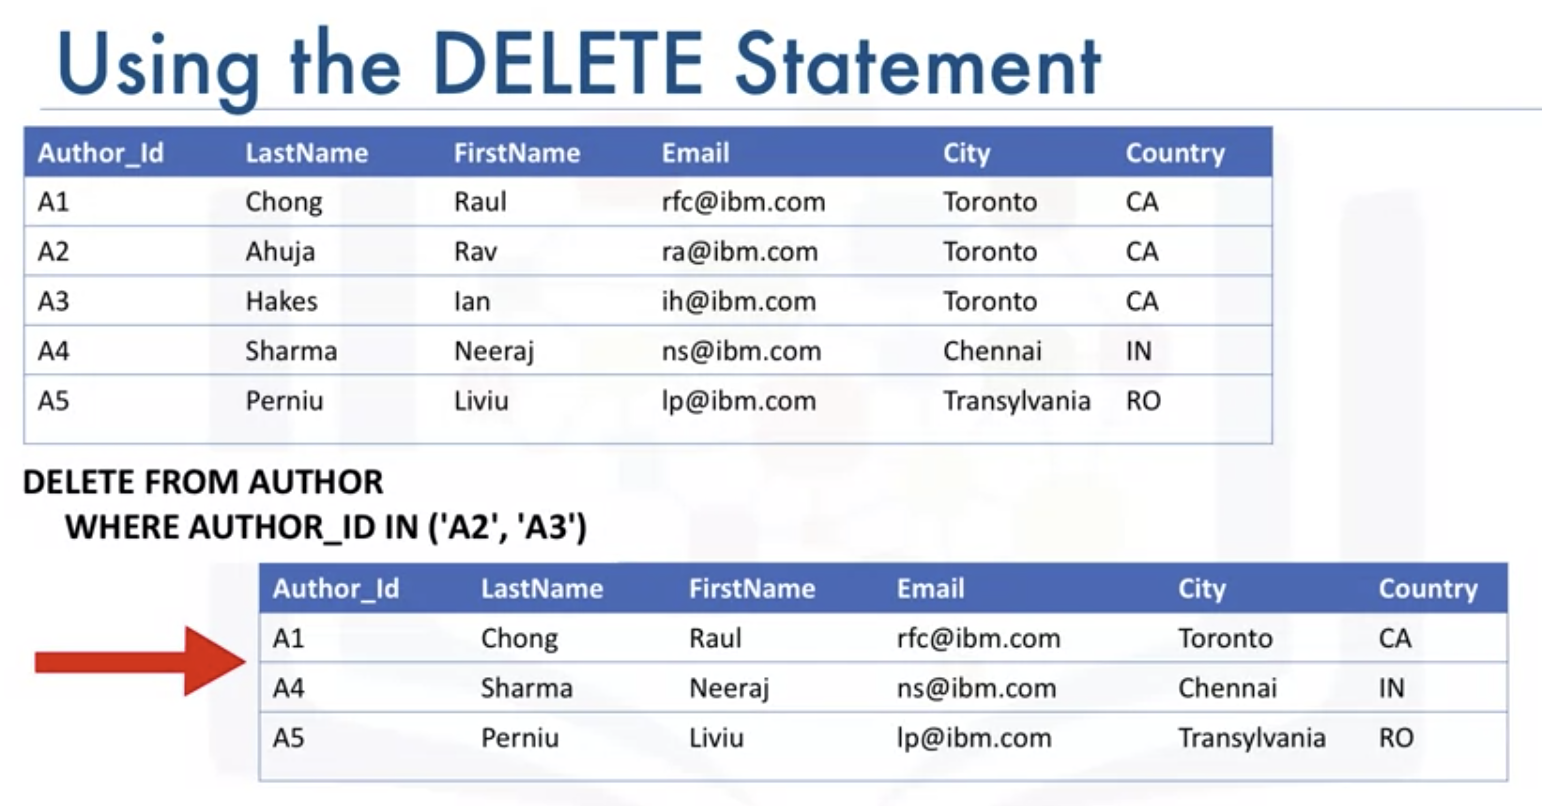 Using the DELETE Statement
Author_Id LastName FirstName Email City Country
A1 Chong Raul rfc@ibm.com Toronto CA
A2 Ahuja Rav ra@ibm.com Toronto CA
A3 Hakes Ian ih@ibm.com Toronto CA
A4 Sharma Neeraj ns@ibm.com Chennai IN
A5 Perniu Liviu lp@ibm.com Transylvania RO
DELETE FROM AUTHOR
WHERE AUTHOR_ID IN ('A2', 'A3')
Author_Id LastName FirstName Email City Country
A1 Chong Raul rfc@ibm.com Toronto CA
A4 Sharma Neeraj ns@ibm.com Chennai IN
A5 Perniu Liviu lp@ibm.com Transylvania RO